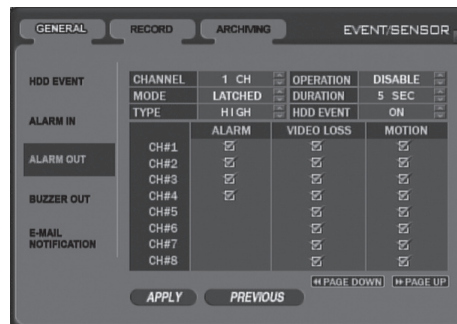 GENERAL RECORD ARCHIVING EVENT/SENSOR
HDD EVENT
ALARM IN
ALARM OUT
BUZZER OUT
E-MAIL
NOTIFICATION
CHANNEL 1 CH OPERATION DISABLE
MODE LATCHED DURATION 5 SEC
TYPE HIGH HDD EVENT ON
ALARM VIDEO LOSS MOTION
CH#1
CH#2
CH#3
CH#4
CH#5
CH#6
CH#7
CH#8
PAGE DOWN PAGE UP
APPLY PREVIOUS